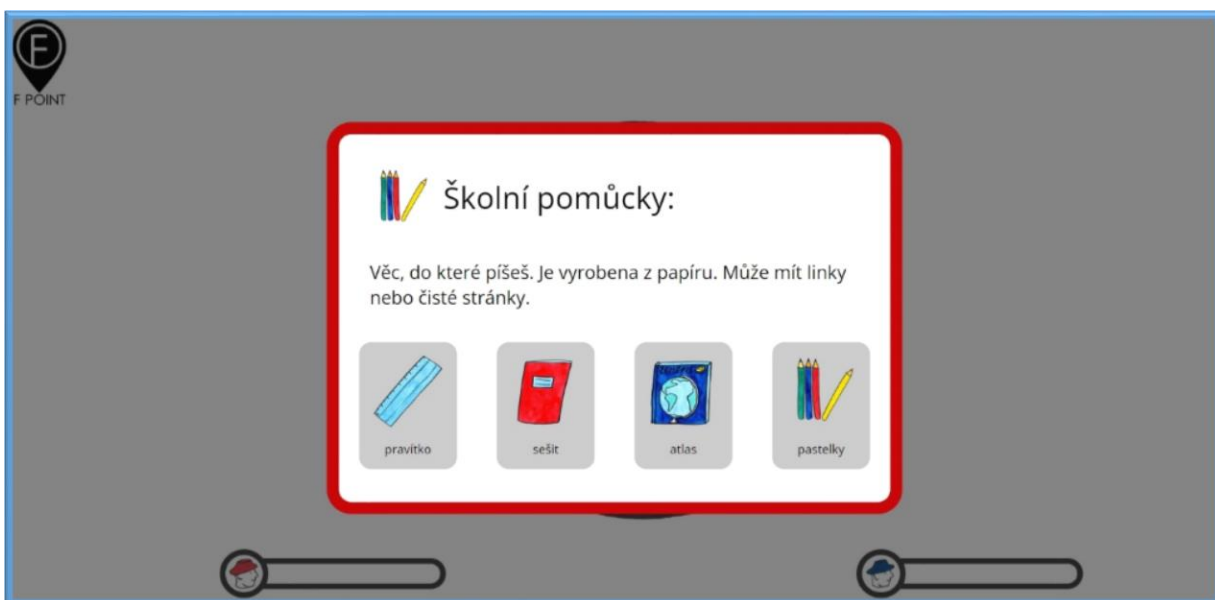 F
F POINT
Školní pomůcky:
Věc, do které píšeš. Je vyrobena z papíru. Může mít linky
nebo čisté stránky.
pravítko
sešit
atlas
pastelky